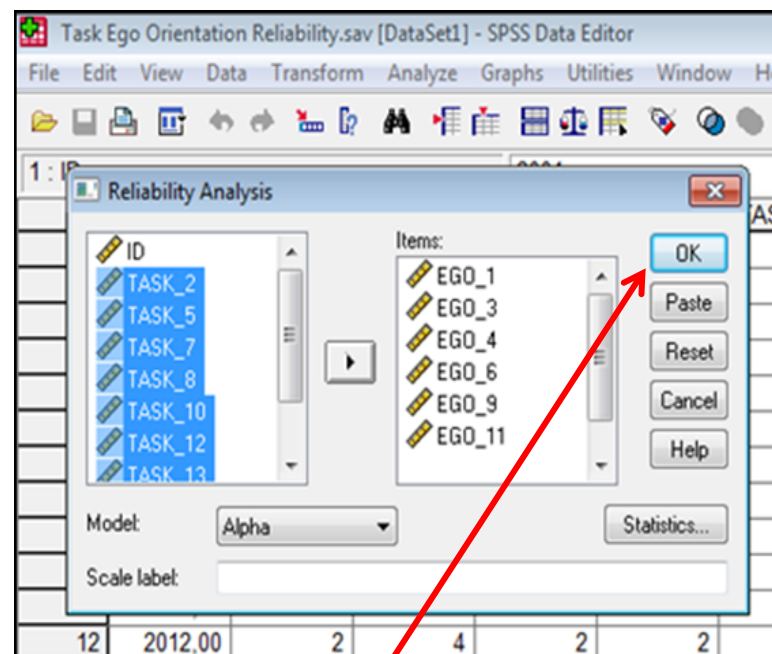 Task Ego Orientation Reliability.sav [DataSet1] - SPSS Data Editor
File Edit View Data Transform Analyze Graphs Utilities Window
1 :
Reliability Analysis
ID
TASK_2
TASK_5
TASK_7
TASK_8
TASK_10
TASK_12
TASK_13
Items:
EGO_1
EGO_3
EGO_4
EGO_6
EGO_9
EGO_11
OK
Paste
Reset
Cancel
Help
Model: Alpha
Statistics...
Scale label:
12 2012,00 2 4 2 2